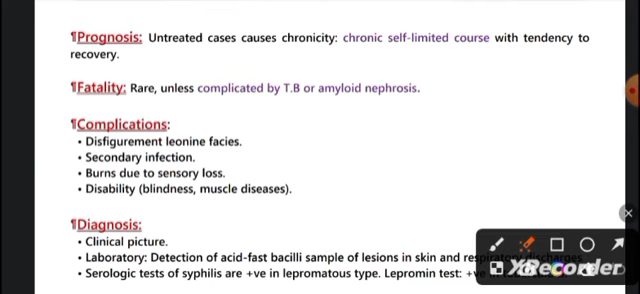 ¶Prognosis: Untreated cases causes chronicity: chronic self-limited course with tendency to
recovery.
¶Fatality: Rare, unless complicated by T.B or amyloid nephrosis.
¶Complications:
• Disfigurement leonine facies.
• Secondary infection.
• Burns due to sensory loss.
• Disability (blindness, muscle diseases).
¶Diagnosis:
• Clinical picture.
• Laboratory: Detection of acid-fast bacilli sample of lesions in skin and respiratory discharges.
• Serologic tests of syphilis are +ve in lepromatous type. Lepromin test: +ve
XRecorder